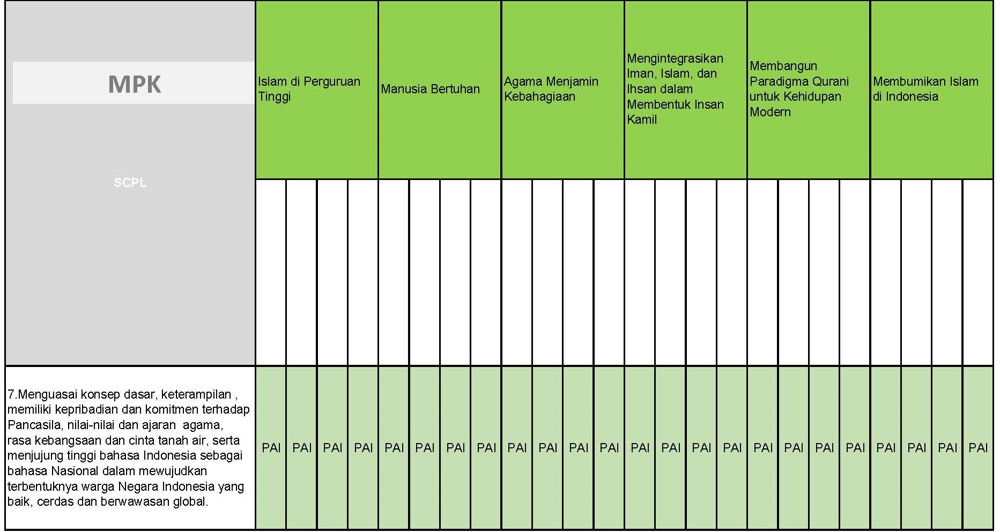 MPK
SCPL
Islam di Perguruan
Tinggi
Manusia Bertuhan
Agama Menjamin
Kebahagiaan
Mengintegrasikan
Iman, Islam, dan
Ihsan dalam
Membentuk Insan
Kamil
Membangun
Paradigma Qurani
untuk Kehidupan
Modern
Membumikan Islam
di Indonesia
7.Menguasai konsep dasar, keterampilan ,
memiliki kepribadian dan komitmen terhadap
Pancasila, nilai-nilai dan ajaran  agama,
rasa kebangsaan dan cinta tanah air, serta
menjujung tinggi bahasa Indonesia sebagai
bahasa Nasional dalam mewujudkan
terbentuknya warga Negara Indonesia yang
baik, cerdas dan berwawasan global.
PAI PAI PAI PAI PAI PAI PAI PAI PAI PAI PAI PAI PAI PAI PAI PAI PAI PAI PAI PAI PAI PAI PAI PAI